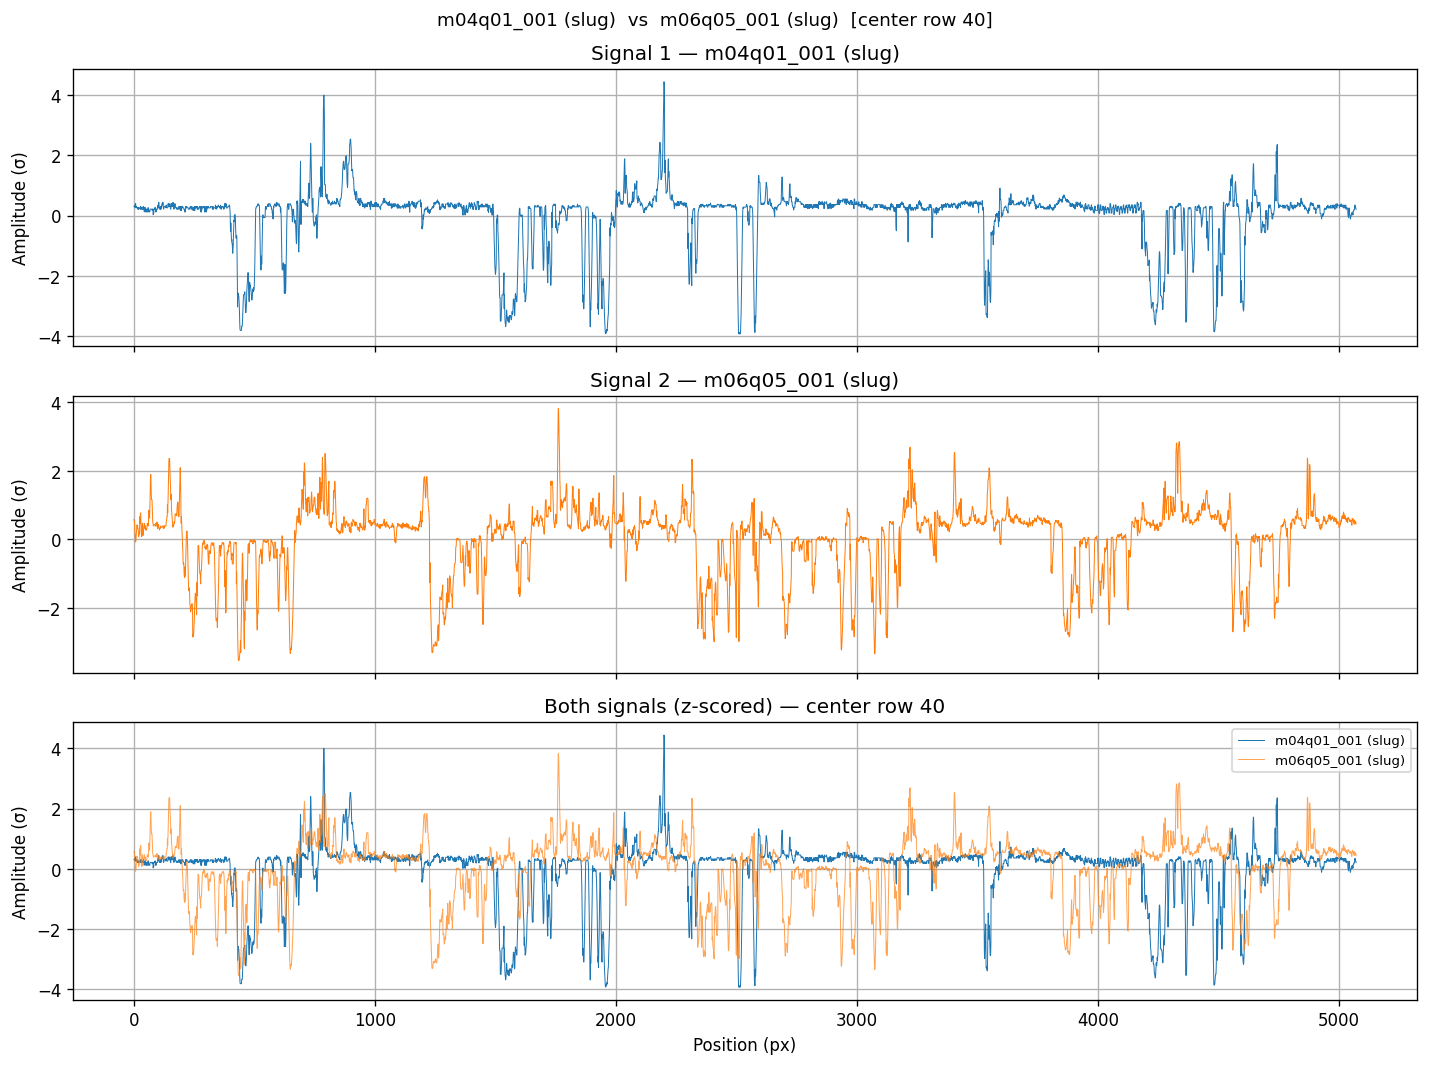 m04q01_001 (slug)  vs  m06q05_001 (slug)  [center row 40]
Signal 1 — m04q01_001 (slug)
Amplitude (σ)
4
2
0
−2
−4
Signal 2 — m06q05_001 (slug)
Amplitude (σ)
4
2
0
−2
Both signals (z-scored) — center row 40
Amplitude (σ)
4
2
0
−2
−4
m04q01_001 (slug)
m06q05_001 (slug)
0 1000 2000 3000 4000 5000
Position (px)